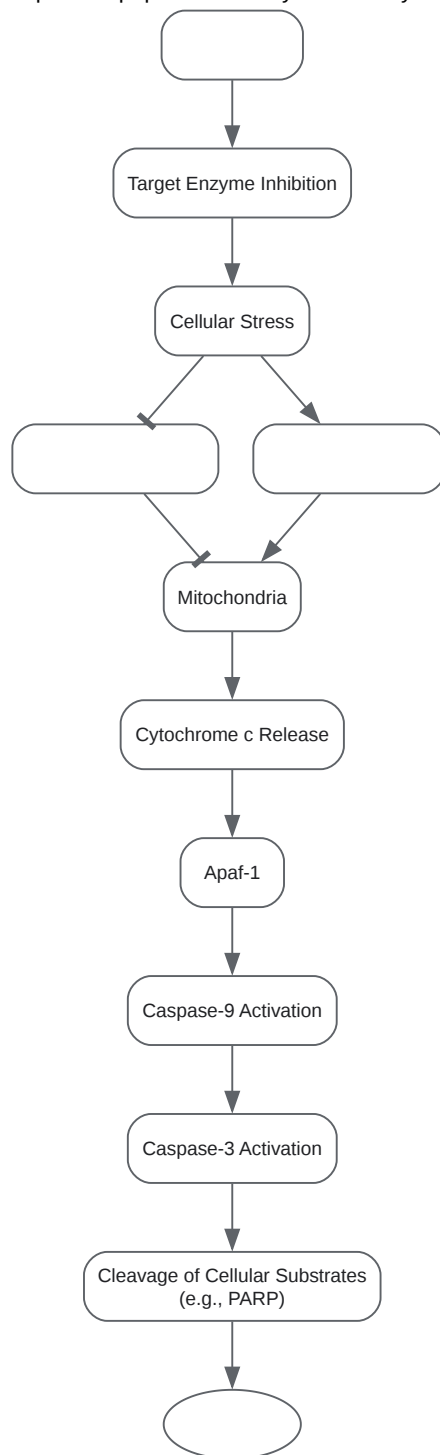 Target Enzyme Inhibition
Cellular Stress
Mitochondria
Cytochrome c Release
Apaf-1
Caspase-9 Activation
Caspase-3 Activation
Cleavage of Cellular Substrates
(e.g., PARP)